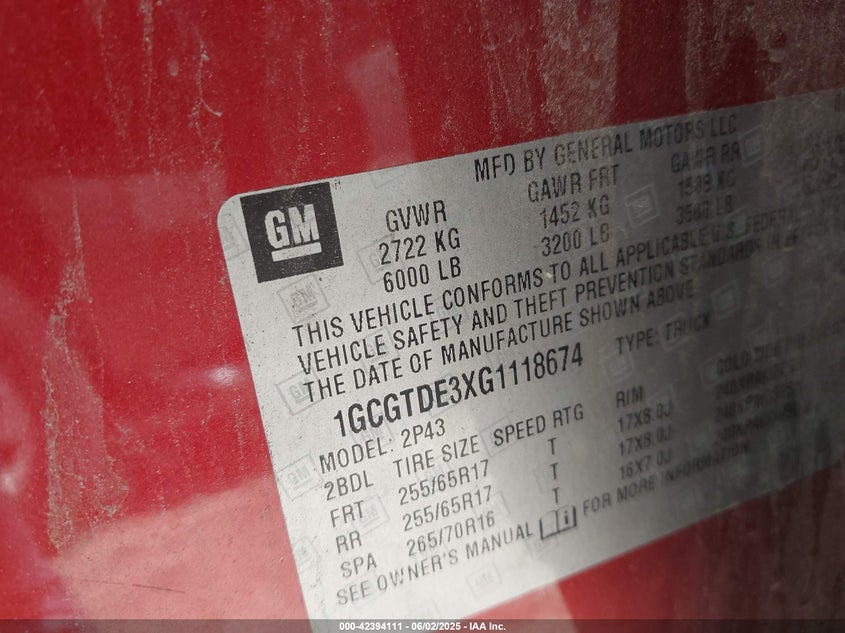 MFD BY GENERAL MOTORS LLC
GM
GVWR GAWR FRT GAWR RR
2722 KG 1452 KG KG
6000 LB 3200 LB LB
THIS VEHICLE CONFORMS TO ALL APPLICABLE U.S. FEDERAL
VEHICLE SAFETY AND THEFT PREVENTION STANDARDS IN
THE DATE OF MANUFACTURE SHOWN ABOVE
1GCGTDE3XG1118674 TYPE: TRUCK
MODEL: 2P43
2BDL TIRE SIZE SPEED RTG RIM
FRT 255/65R17 T 17X8.0J
RR 255/65R17 T 17X8.0J
SPA 265/70R16 T 16X7.0J
SEE OWNER'S MANUAL FOR MORE INFORMATION
000-42394111 - 06/02/2025 - IAA Inc.